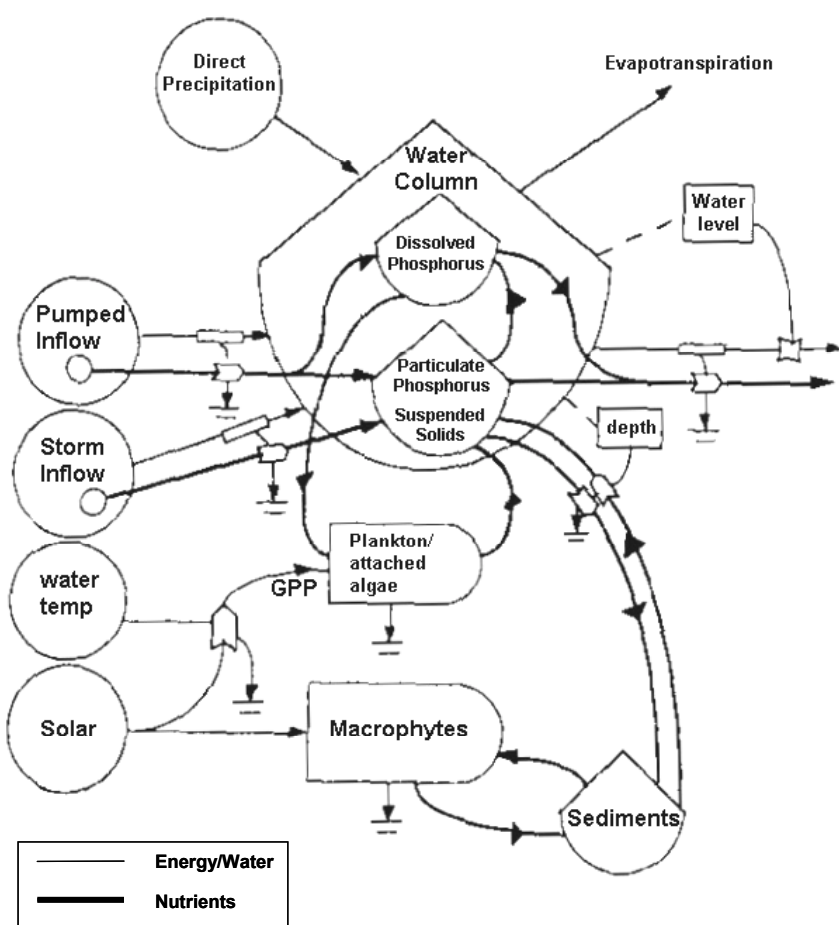 Direct
Precipitation
Evapotranspiration
Water
Column
Water
level
Dissolved
Phosphorus
Pumped
Inflow
Particulate
Phosphorus
Suspended
Solids
depth
Storm
Inflow
Plankton/
attached
algae
GPP
water
temp
Solar
Macrophytes
Sediments
Energy/Water
Nutrients